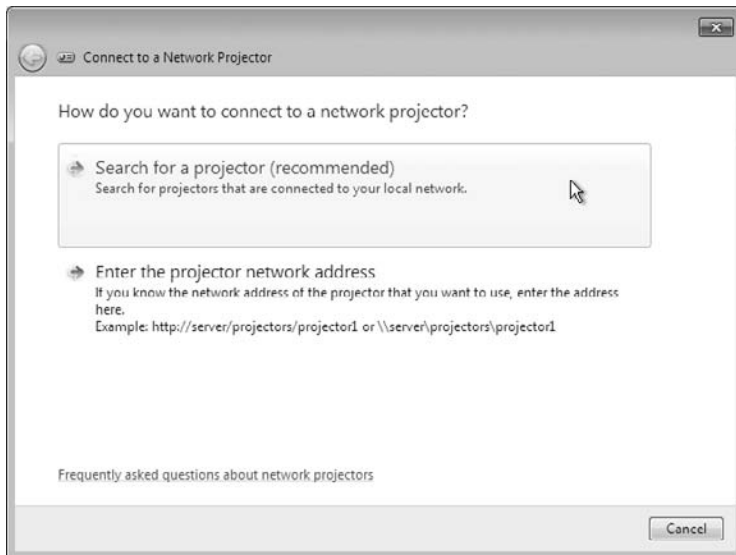 Connect to a Network Projector
How do you want to connect to a network projector?
Search for a projector (recommended)
Search for projectors that are connected to your local network.
Enter the projector network address
If you know the network address of the projector that you want to use, enter the address
here.
Example: http://server/projectors/projector1 or \\server\projectors\projector1
Frequently asked questions about network projectors
Cancel